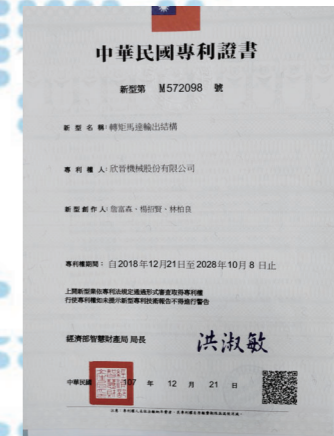 中華民國專利證書
新型第 M572098 號
新 型 名 稱：轉矩馬達輸出結構
專 利 權 人：欣晉機械股份有限公司
新 型 創 作 人：詹富森、楊招賢、林柏良
專利權期間：自2018年12月21日至2028年10月8日止
上開新型業依專利法規定通過形式審查取得專利權
行使專利權如未提示新型專利技術報告不得進行警告
經濟部智慧財產局 局長 洪淑敏
中華民國 107 年 12 月 21 日